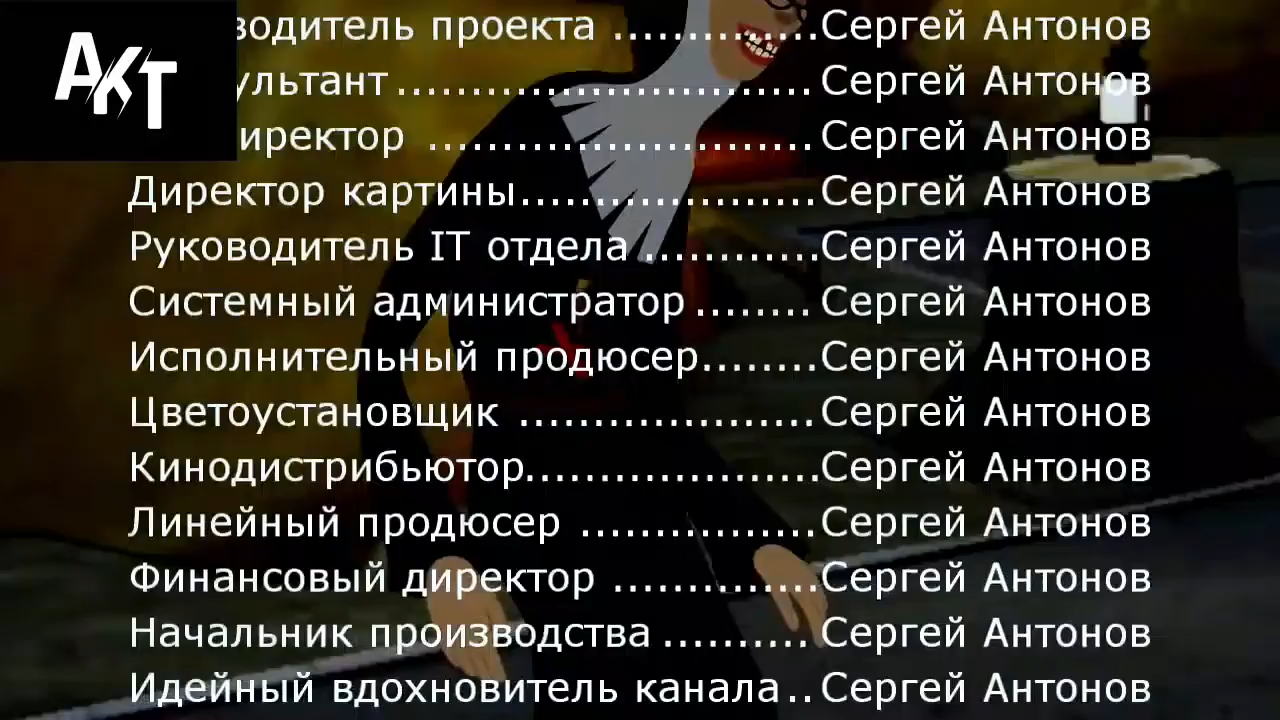 АКТ
водитель проекта ..............Сергей Антонов
ультант............................Сергей Антонов
иректор ..........................Сергей Антонов
Директор картины....................Сергей Антонов
Руководитель IT отдела ............Сергей Антонов
Системный администратор ........Сергей Антонов
Исполнительный продюсер........Сергей Антонов
Цветоустановщик ....................Сергей Антонов
Кинодистрибьютор....................Сергей Антонов
Линейный продюсер ................Сергей Антонов
Финансовый директор ..............Сергей Антонов
Начальник производства ..........Сергей Антонов
Идейный вдохновитель канала..Сергей Антонов